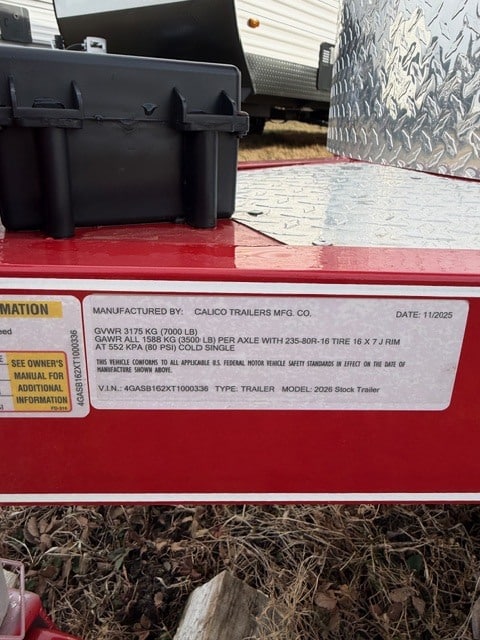 MATION
eed
SEE OWNER'S
MANUAL FOR
ADDITIONAL
INFORMATION
4GASB162XT1000336
MANUFACTURED BY: CALICO TRAILERS MFG. CO. DATE: 11/2025
GVWR 3175 KG (7000 LB)
GAWR ALL 1588 KG (3500 LB) PER AXLE WITH 235-80R-16 TIRE 16 X 7 J RIM
AT 552 KPA (80 PSI) COLD SINGLE
THIS VEHICLE CONFORMS TO ALL APPLICABLE U.S. FEDERAL MOTOR VEHICLE SAFETY STANDARDS IN EFFECT ON THE DATE OF
MANUFACTURE SHOWN ABOVE.
V.I.N.: 4GASB162XT1000336 TYPE: TRAILER MODEL: 2026 Stock Trailer